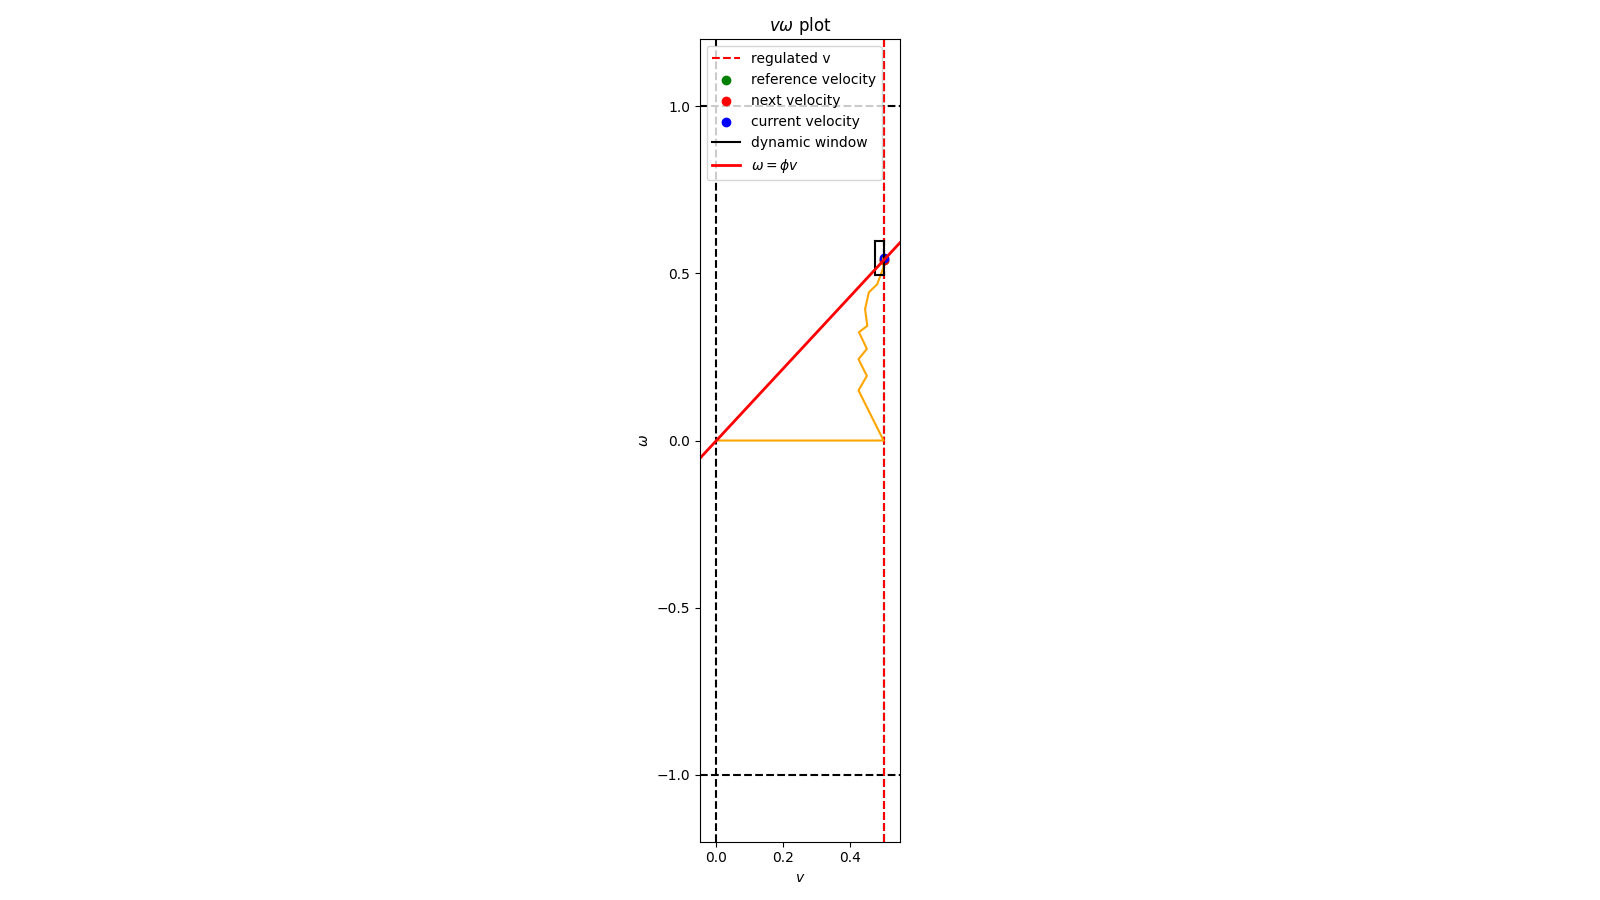 vω plot
regulated v
reference velocity
next velocity
current velocity
dynamic window
ω = ϕv
1.0
0.5
0.0
−0.5
−1.0
ω
0.0 0.2 0.4
v